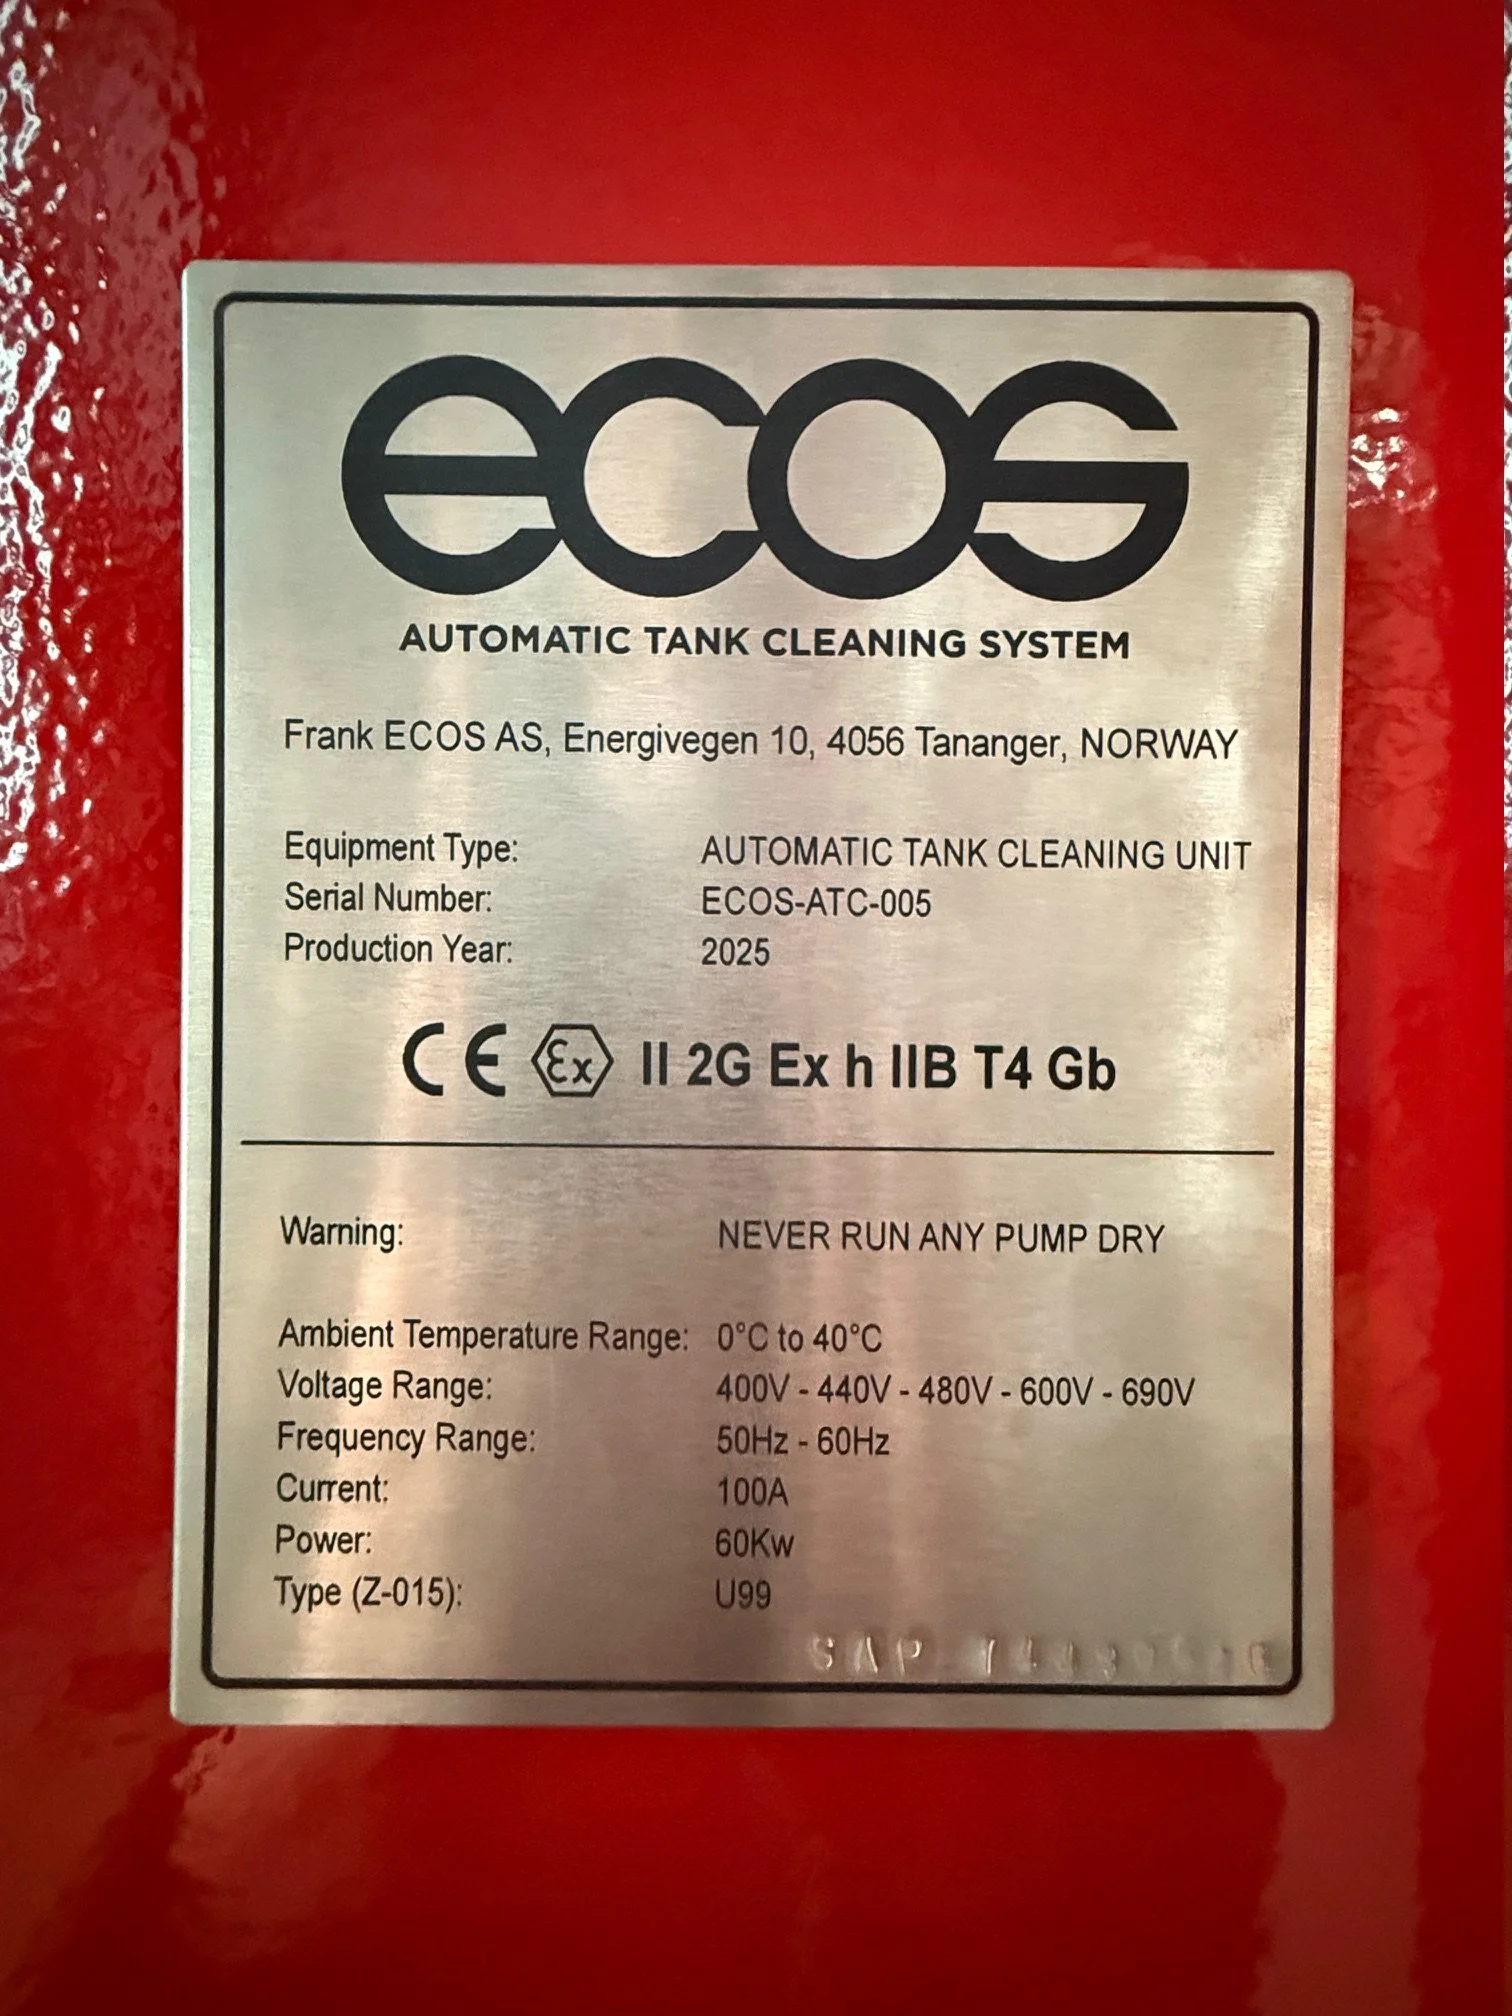 ecos
AUTOMATIC TANK CLEANING SYSTEM
Frank ECOS AS, Energivegen 10, 4056 Tananger, NORWAY
Equipment Type: AUTOMATIC TANK CLEANING UNIT
Serial Number: ECOS-ATC-005
Production Year: 2025
CE Ex II 2G Ex h IIB T4 Gb
Warning: NEVER RUN ANY PUMP DRY
Ambient Temperature Range: 0°C to 40°C
Voltage Range: 400V - 440V - 480V - 600V - 690V
Frequency Range: 50Hz - 60Hz
Current: 100A
Power: 60Kw
Type (Z-015): U99
SAP